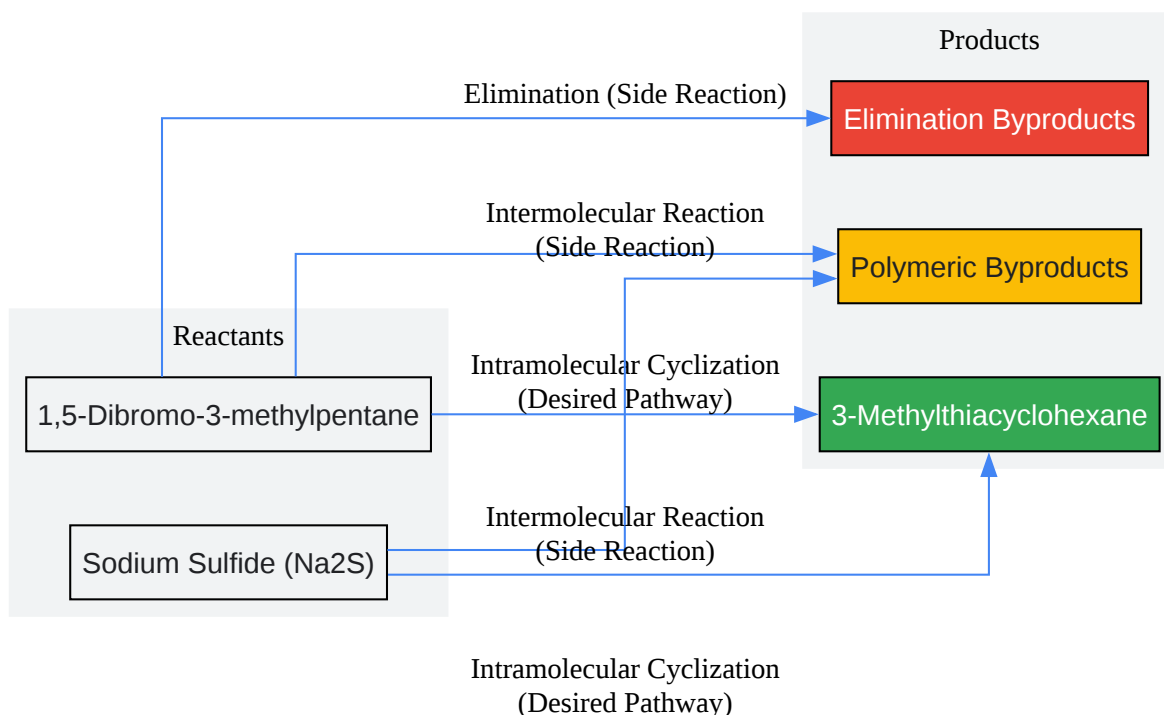 Products
Elimination (Side Reaction)
Elimination Byproducts
Intermolecular Reaction
(Side Reaction)
Polymeric Byproducts
Reactants
Intramolecular Cyclization
(Desired Pathway)
1,5-Dibromo-3-methylpentane
3-Methylthiacyclohexane
Intermolecular Reaction
(Side Reaction)
Sodium Sulfide (Na2S)
Intramolecular Cyclization
(Desired Pathway)